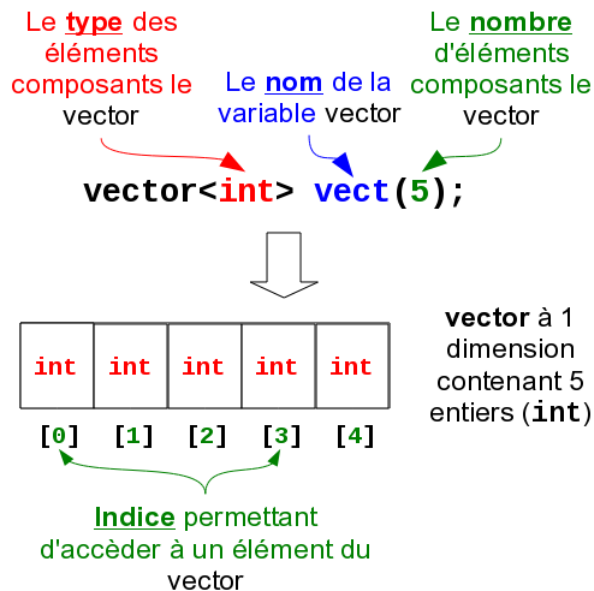 Le type des
éléments
composants le
vector
Le nom de la
variable vector
Le nombre
d'éléments
composants le
vector
vector<int> vect(5);
int int int int int
[0] [1] [2] [3] [4]
vector à 1
dimension
contenant 5
entiers (int)
Indice permettant
d'accèder à un élément du
vector